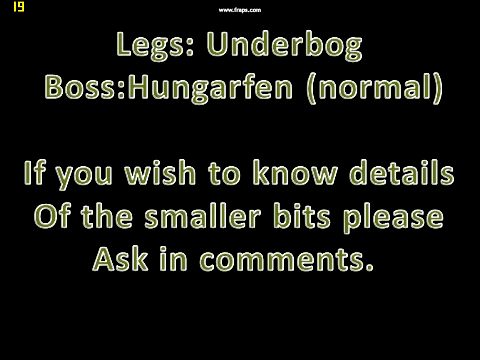 19
www.fraps.com
Legs: Underbog
Boss:Hungarfen (normal)
If you wish to know details
Of the smaller bits please
Ask in comments.